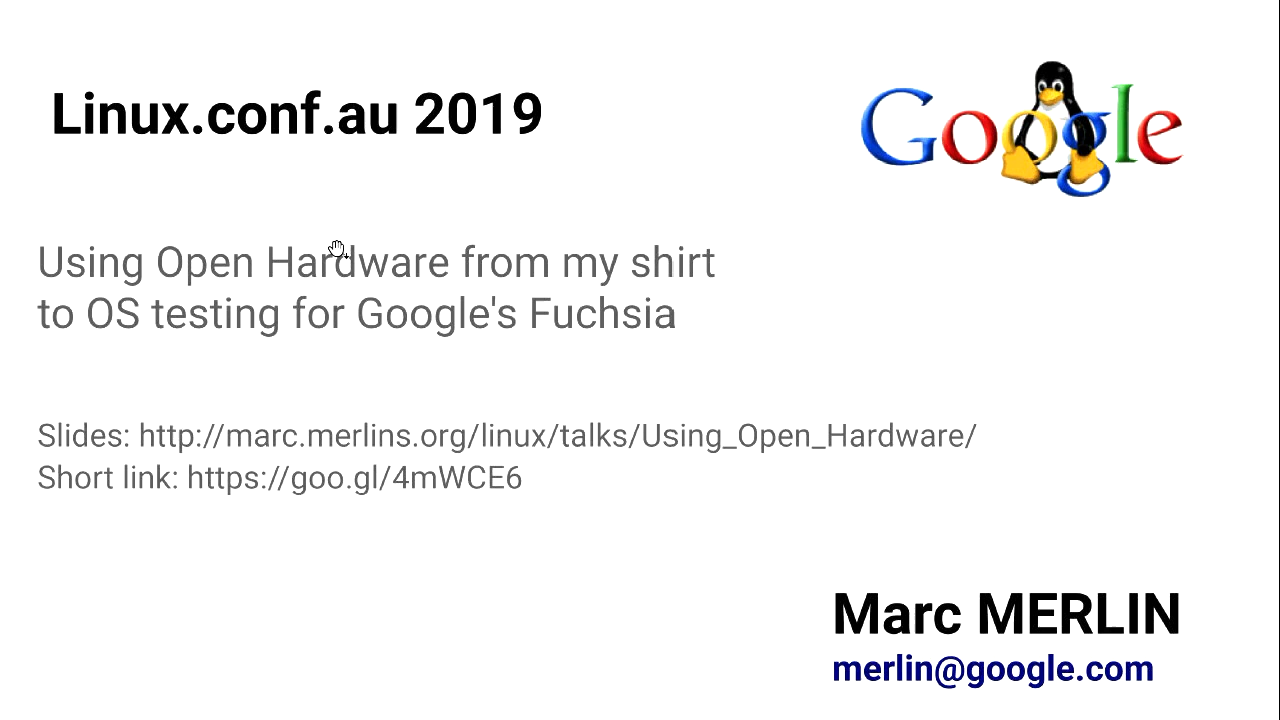 Linux.conf.au 2019
Google
Using Open Hardware from my shirt
to OS testing for Google's Fuchsia
Slides: http://marc.merlins.org/linux/talks/Using_Open_Hardware/
Short link: https://goo.gl/4mWCE6
Marc MERLIN
merlin@google.com